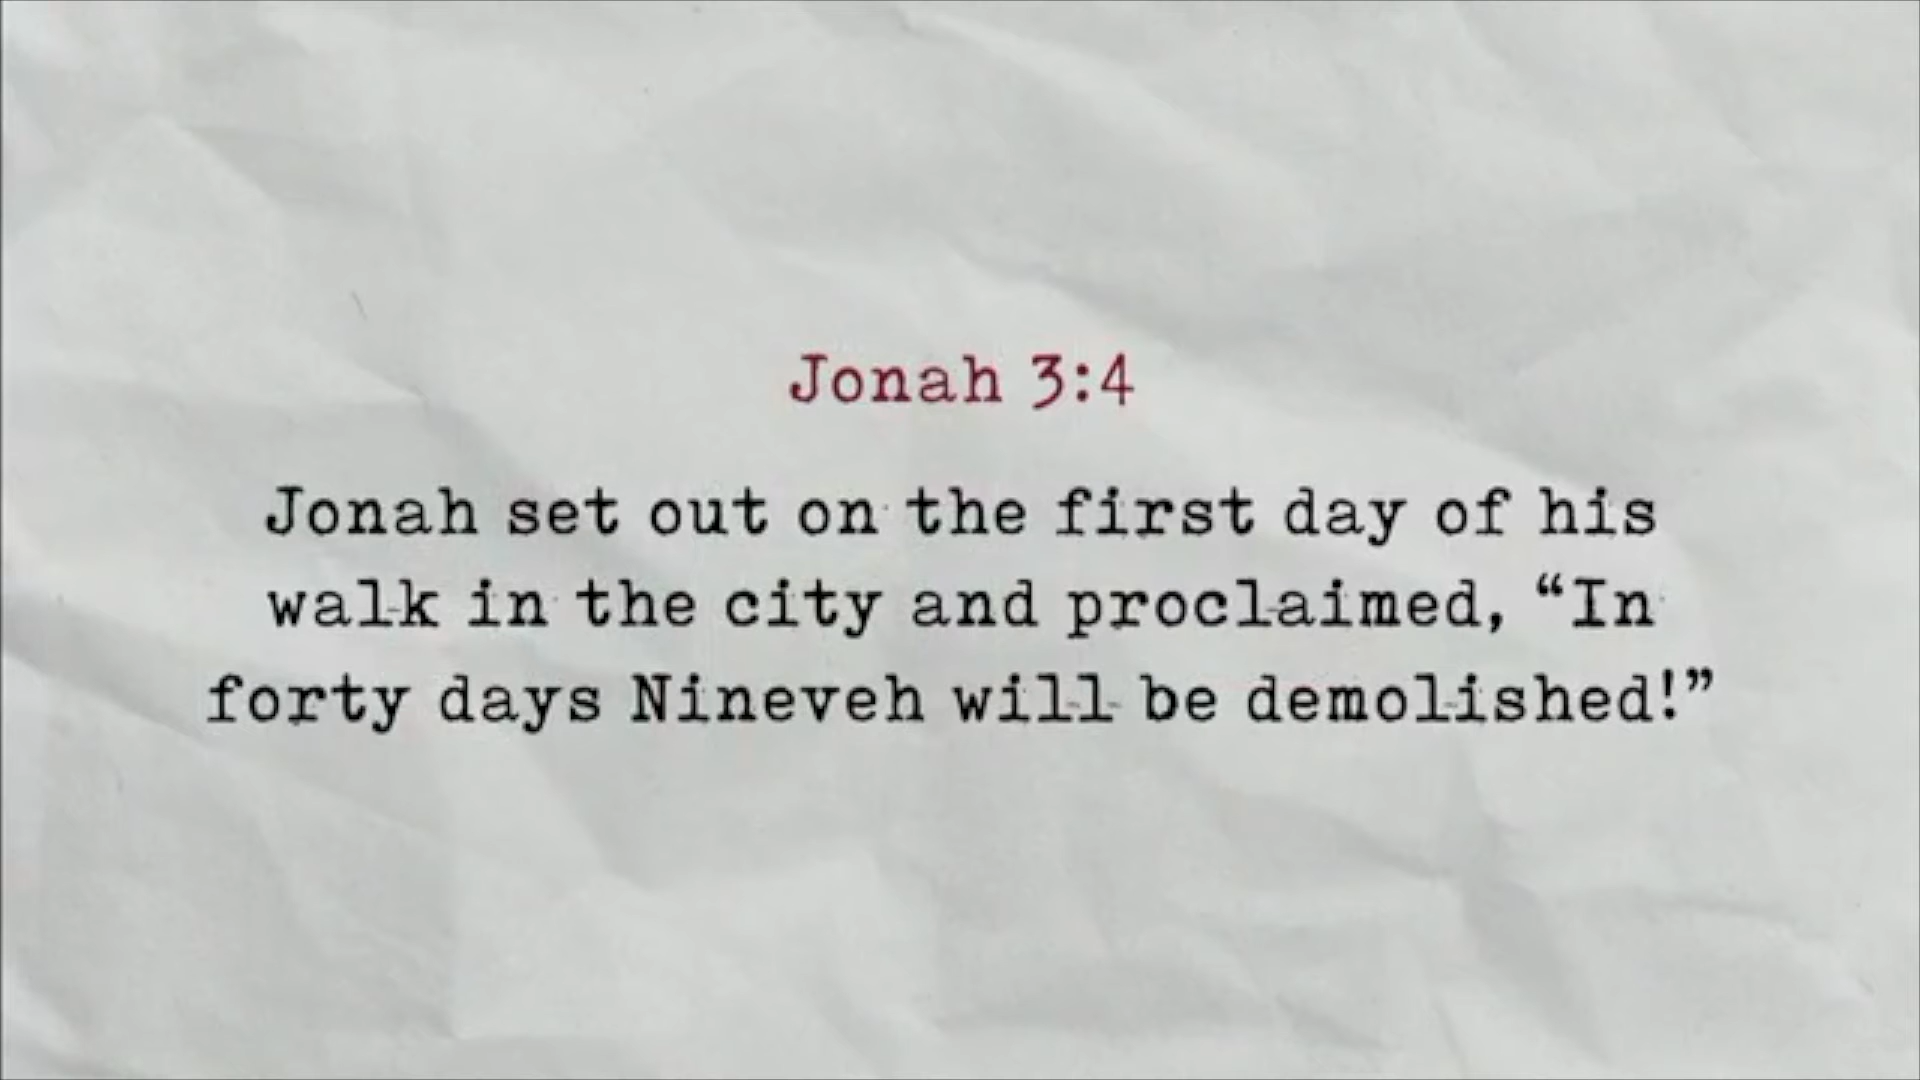 Jonah 3:4
Jonah set out on the first day of his
walk in the city and proclaimed, “In
forty days Nineveh will be demolished!”